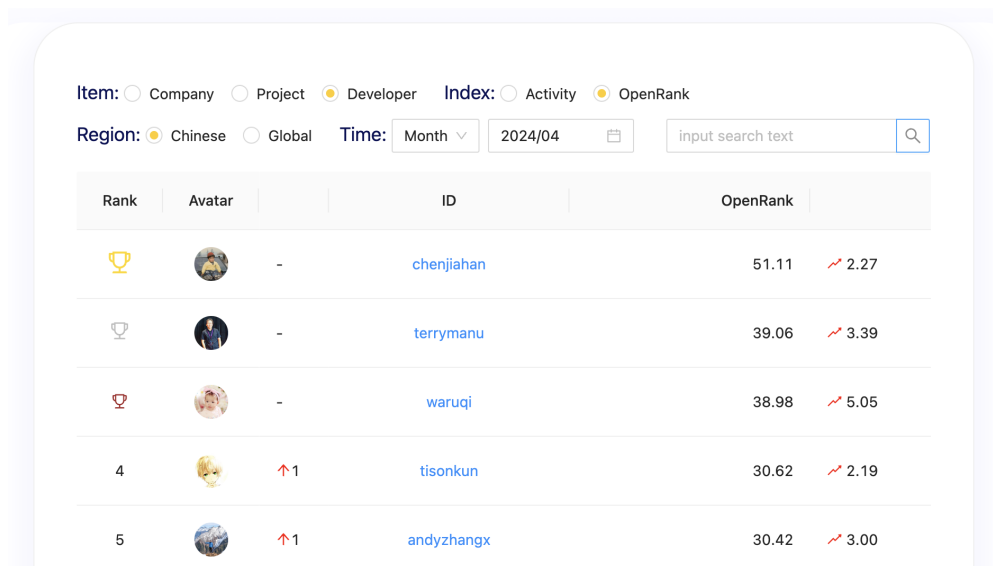 Item: Company Project Developer Index: Activity OpenRank
Region: Chinese Global Time: Month 2024/04 input search text
Rank Avatar ID OpenRank
- chenjiahan 51.11 2.27
- terrymanu 39.06 3.39
- waruqi 38.98 5.05
4 1 tisonkun 30.62 2.19
5 1 andyzhangx 30.42 3.00